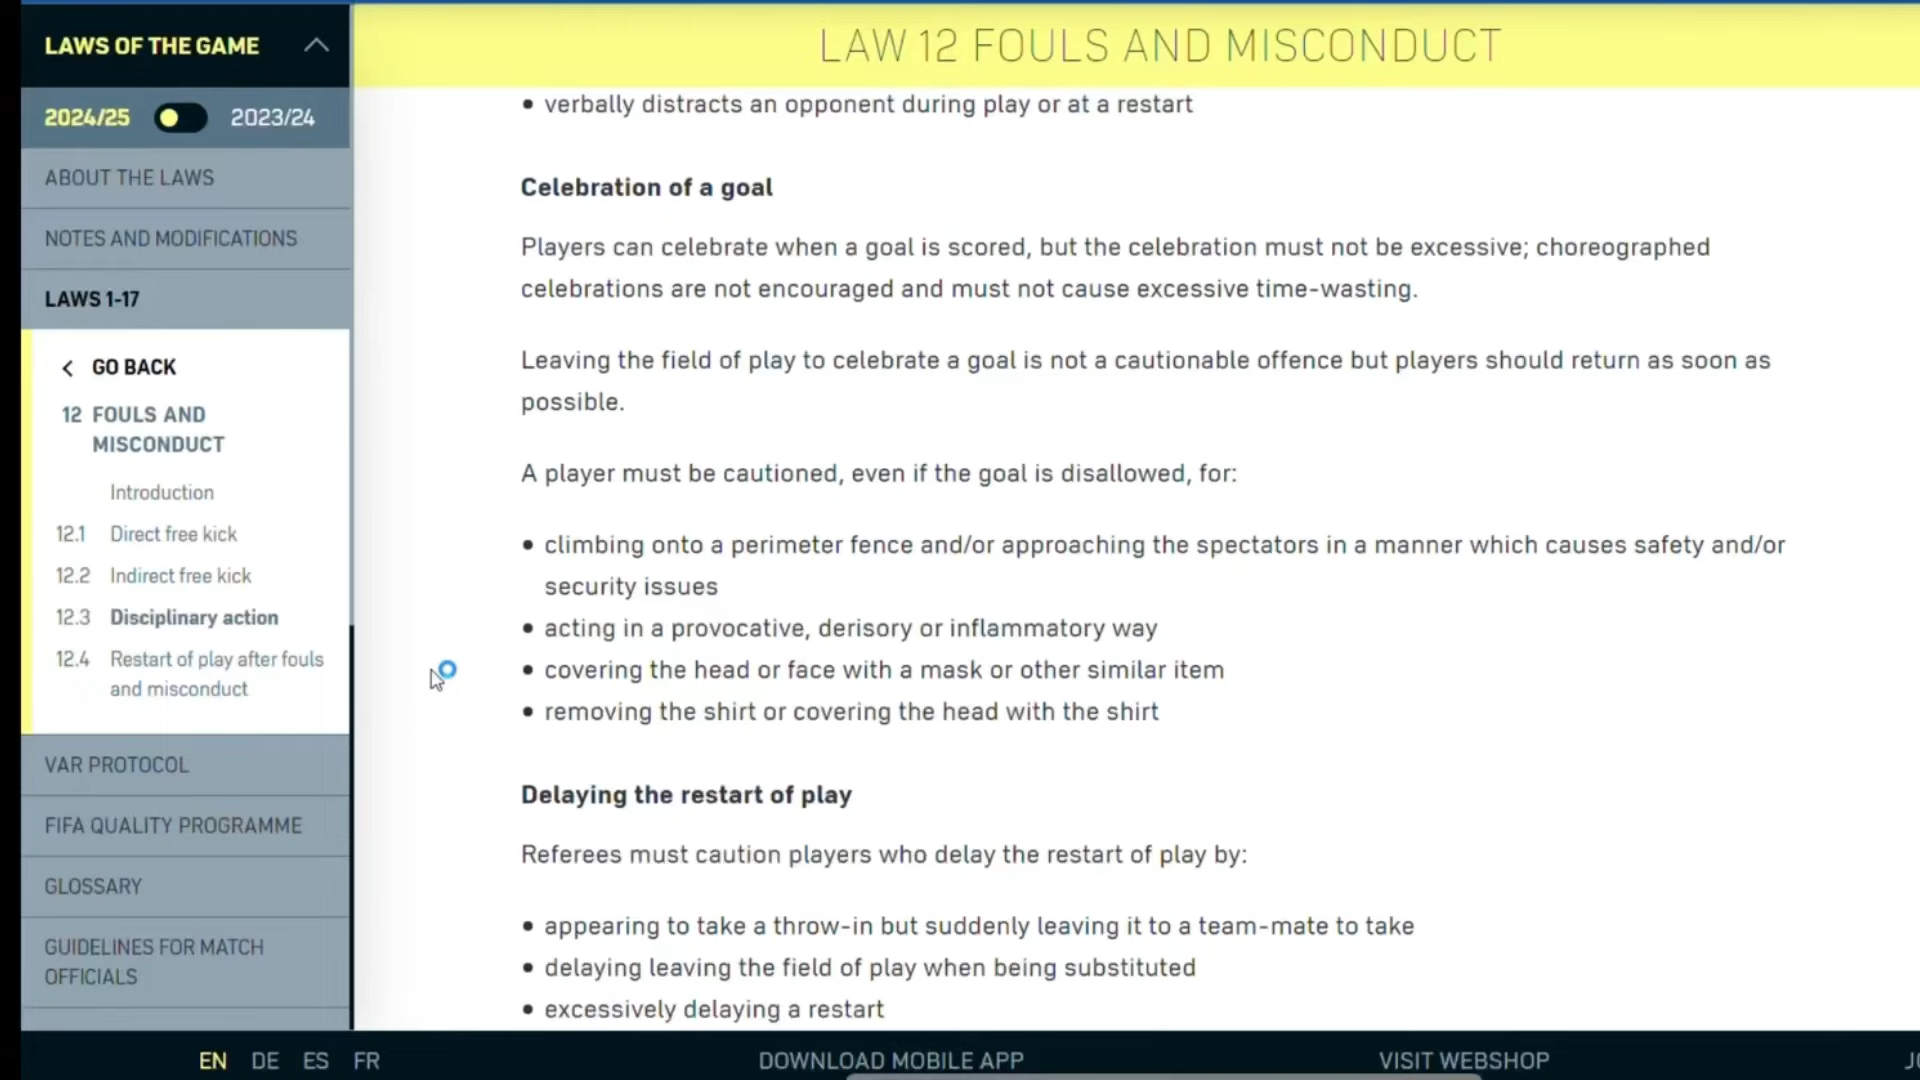 LAWS OF THE GAME
2024/25 2023/24
ABOUT THE LAWS
NOTES AND MODIFICATIONS
LAWS 1-17
GO BACK
12 FOULS AND
MISCONDUCT
Introduction
12.1 Direct free kick
12.2 Indirect free kick
12.3 Disciplinary action
12.4 Restart of play after fouls
and misconduct
VAR PROTOCOL
FIFA QUALITY PROGRAMME
GLOSSARY
GUIDELINES FOR MATCH
OFFICIALS
LAW 12 FOULS AND MISCONDUCT
• verbally distracts an opponent during play or at a restart
Celebration of a goal
Players can celebrate when a goal is scored, but the celebration must not be excessive; choreographed
celebrations are not encouraged and must not cause excessive time-wasting.
Leaving the field of play to celebrate a goal is not a cautionable offence but players should return as soon as
possible.
A player must be cautioned, even if the goal is disallowed, for:
• climbing onto a perimeter fence and/or approaching the spectators in a manner which causes safety and/or
security issues
• acting in a provocative, derisory or inflammatory way
• covering the head or face with a mask or other similar item
• removing the shirt or covering the head with the shirt
Delaying the restart of play
Referees must caution players who delay the restart of play by:
• appearing to take a throw-in but suddenly leaving it to a team-mate to take
• delaying leaving the field of play when being substituted
• excessively delaying a restart
EN DE ES FR DOWNLOAD MOBILE APP VISIT WEBSHOP